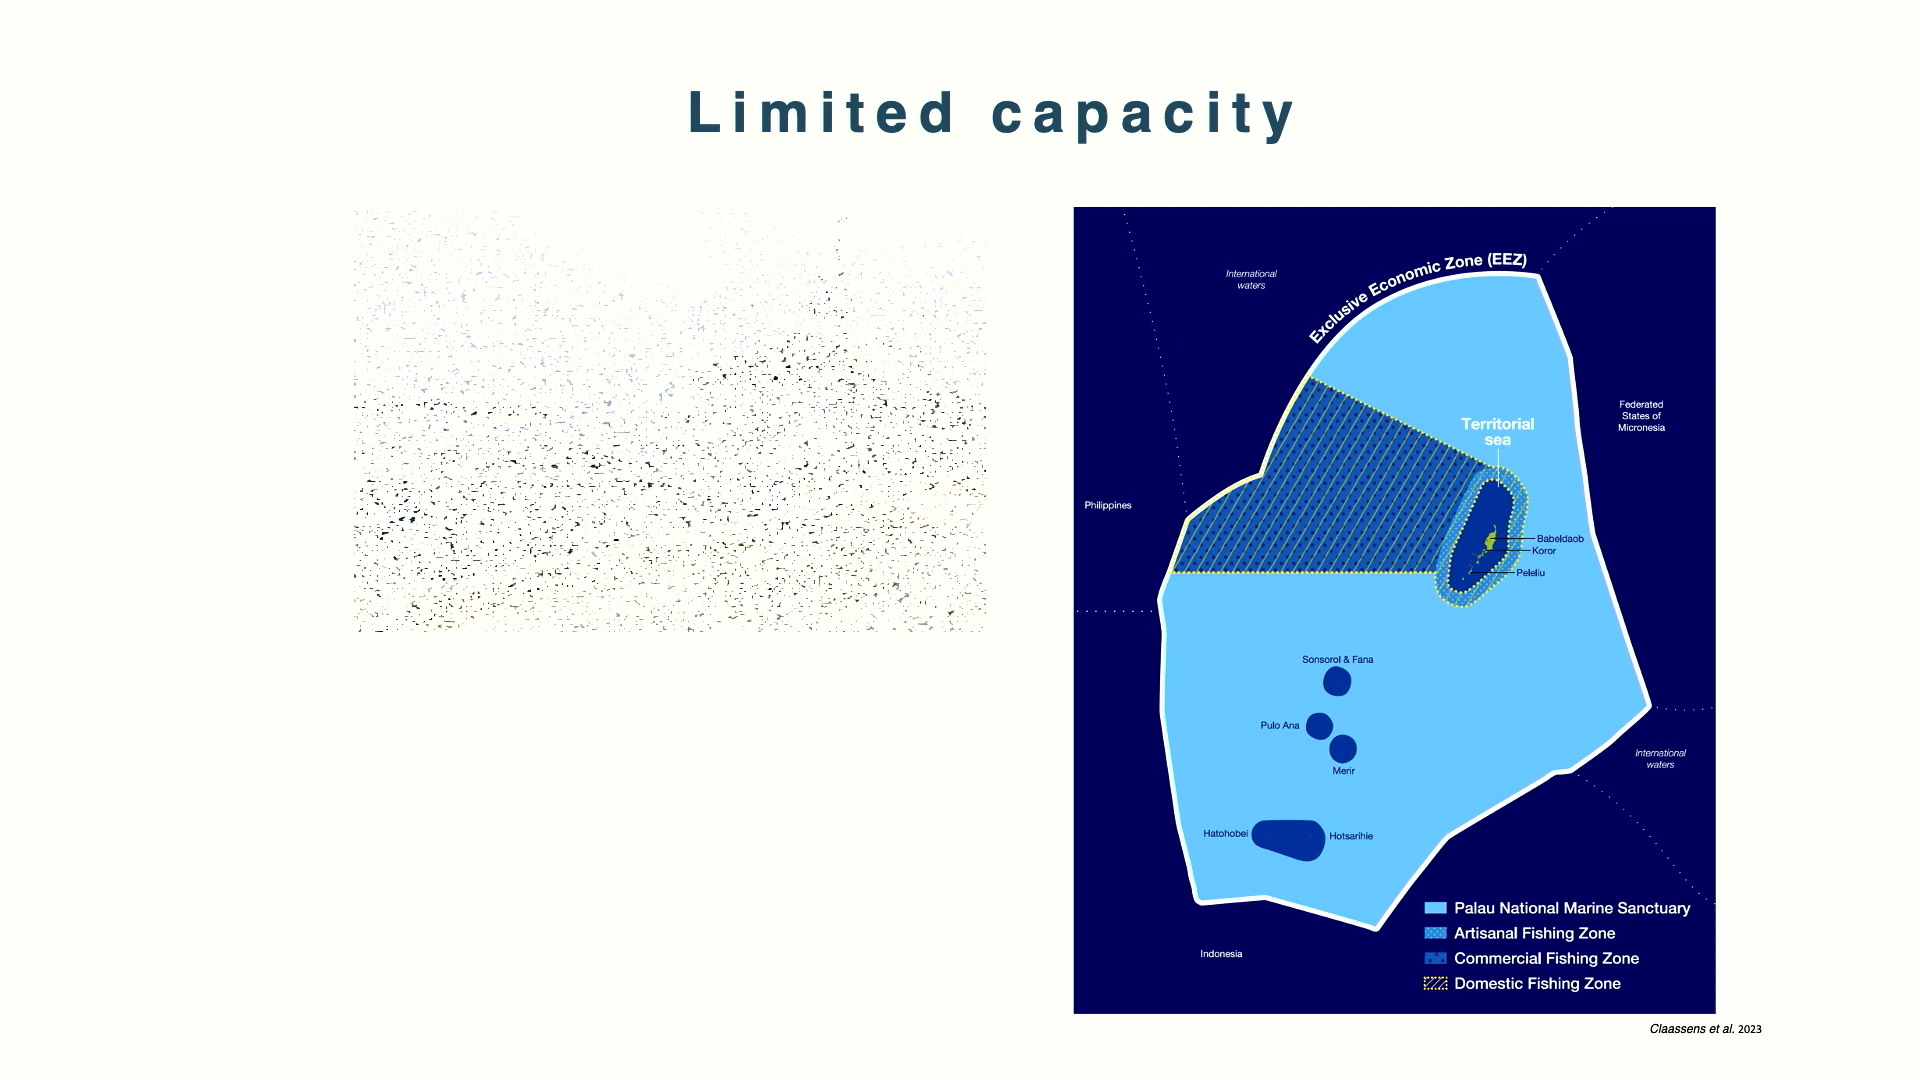 Limited capacity
Exclusive Economic Zone (EEZ)
International
waters
Federated
States of
Micronesia
Territorial
sea
Philippines
Babeldaob
Koror
Peleliu
Sonsorol & Fana
Pulo Ana
Merir
International
waters
Hatohobei
Hotsarihie
Indonesia
Palau National Marine Sanctuary
Artisanal Fishing Zone
Commercial Fishing Zone
Domestic Fishing Zone
Claassens et al. 2023